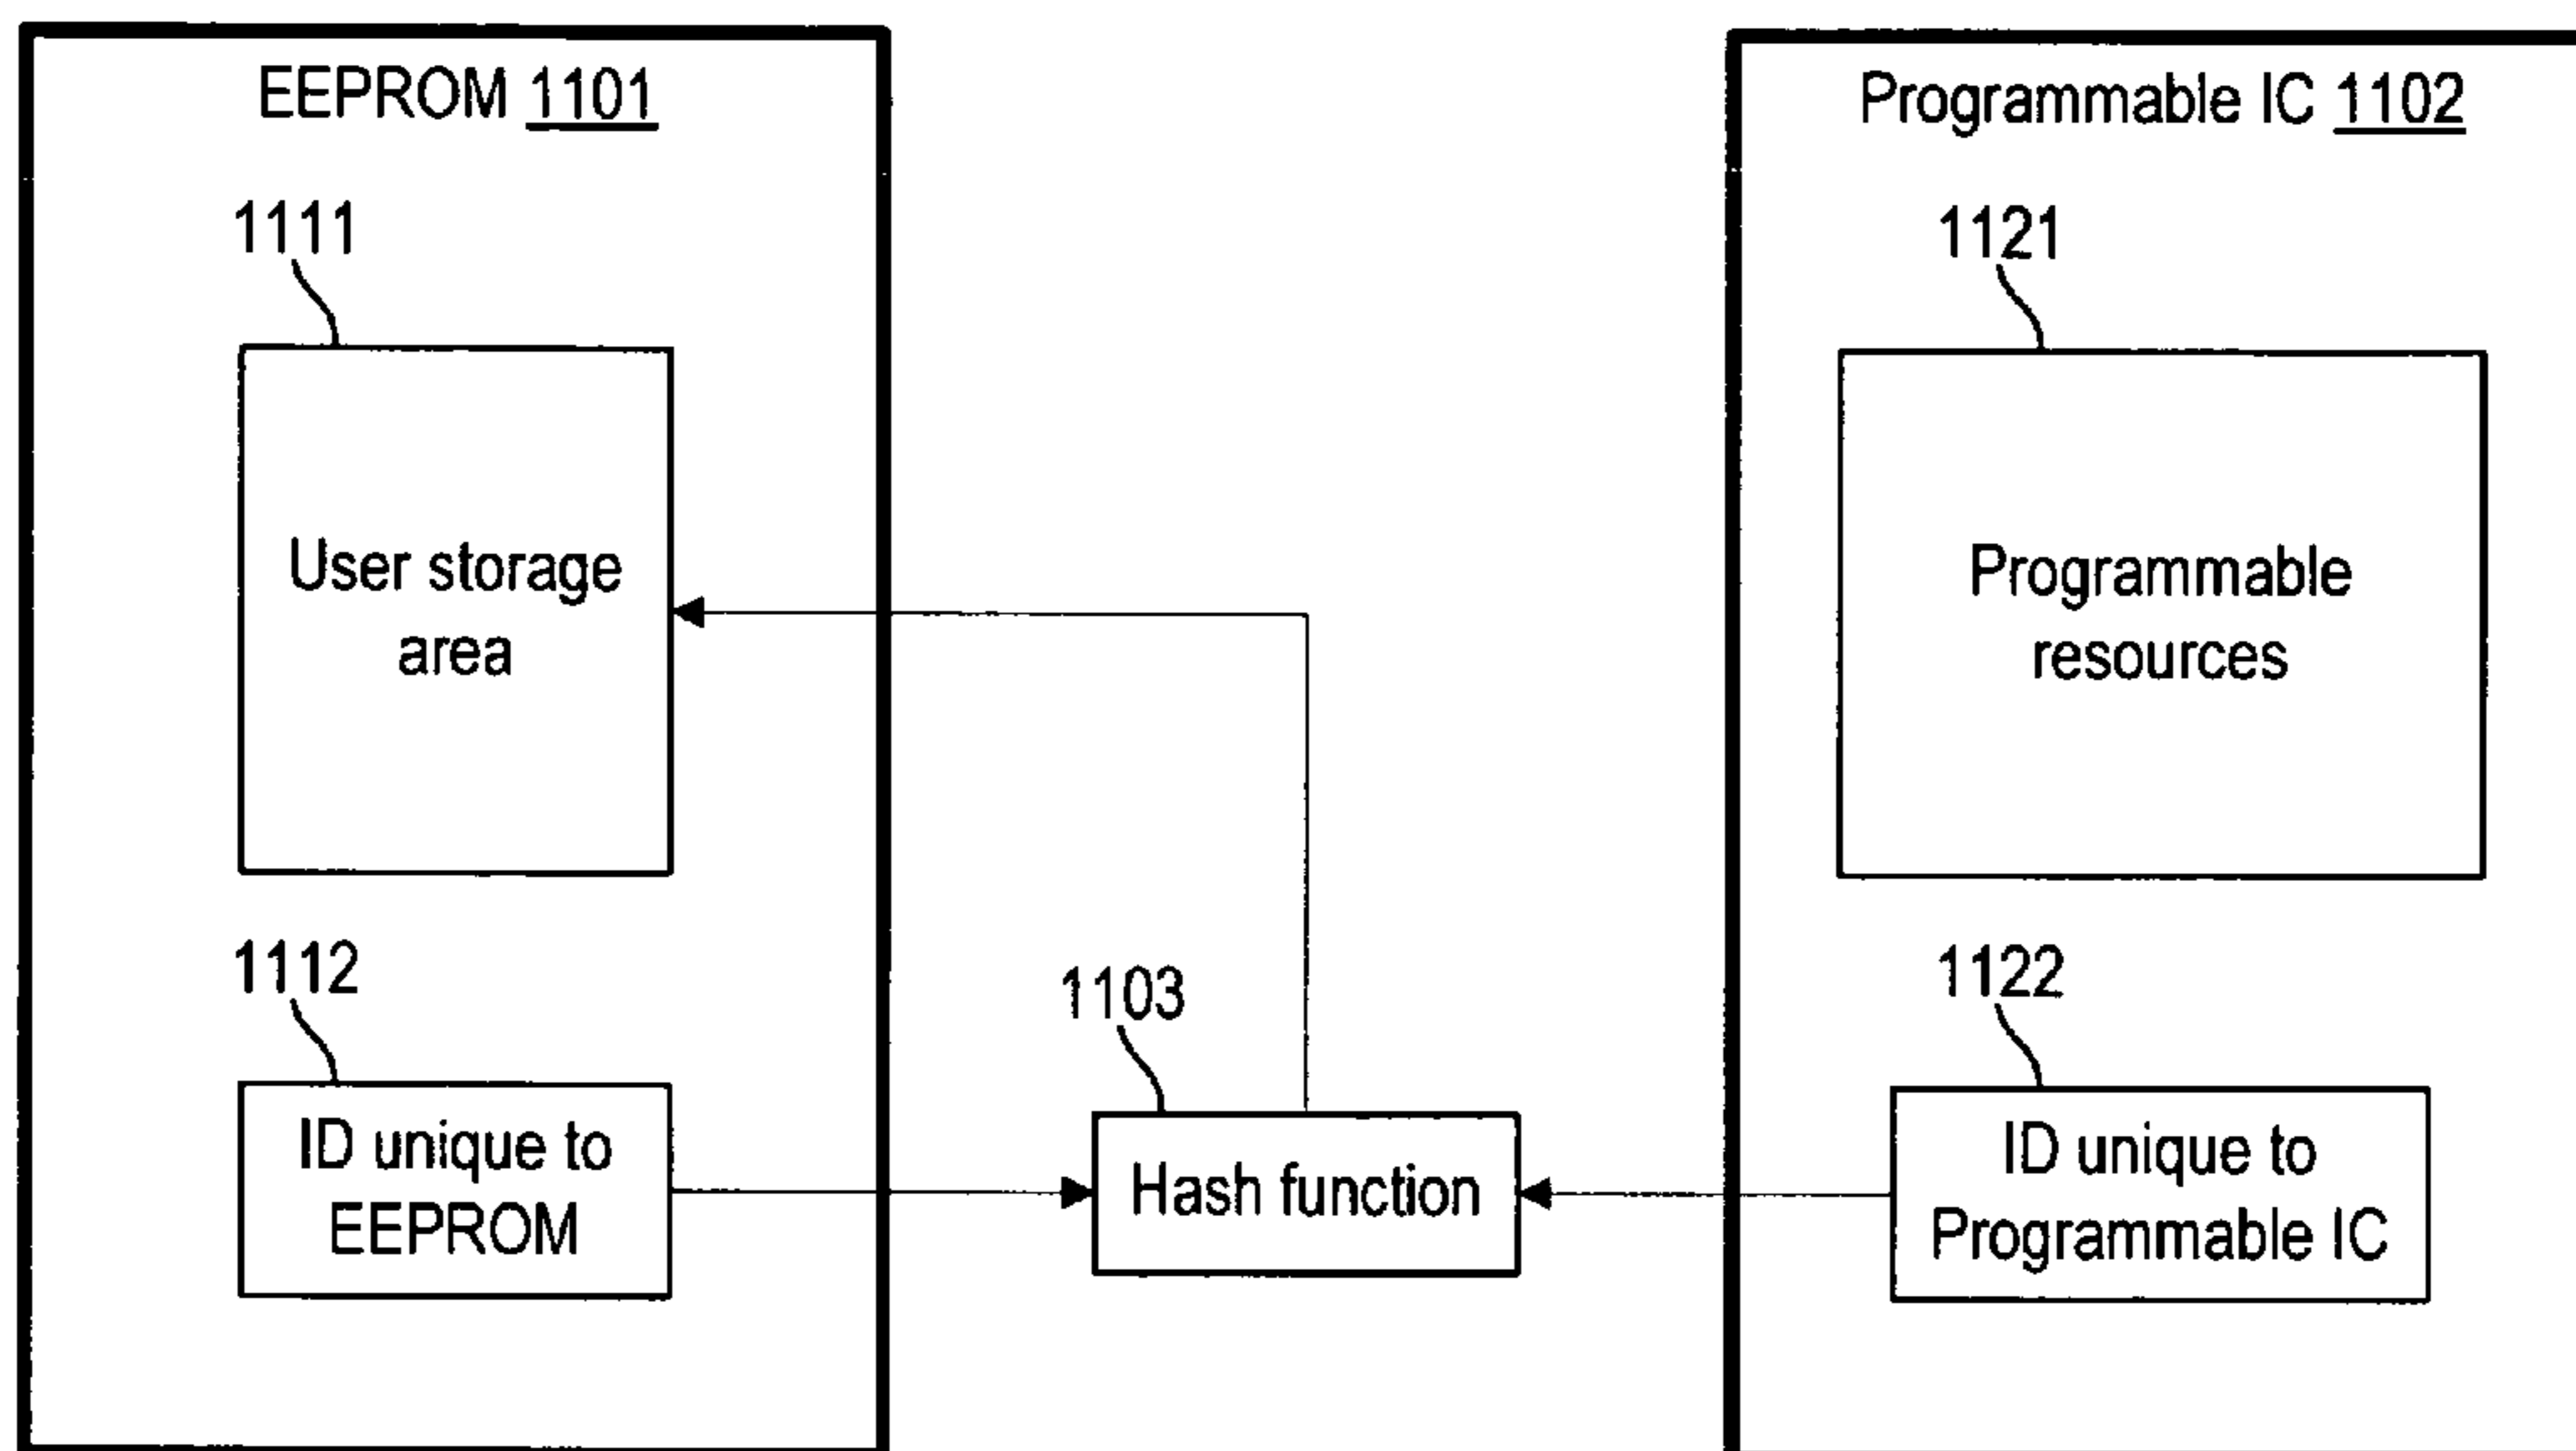 EEPROM 1101
1111
User storage
area
1112
ID unique to
EEPROM
1103
Hash function
Programmable IC 1102
1121
Programmable
resources
1122
ID unique to
Programmable IC